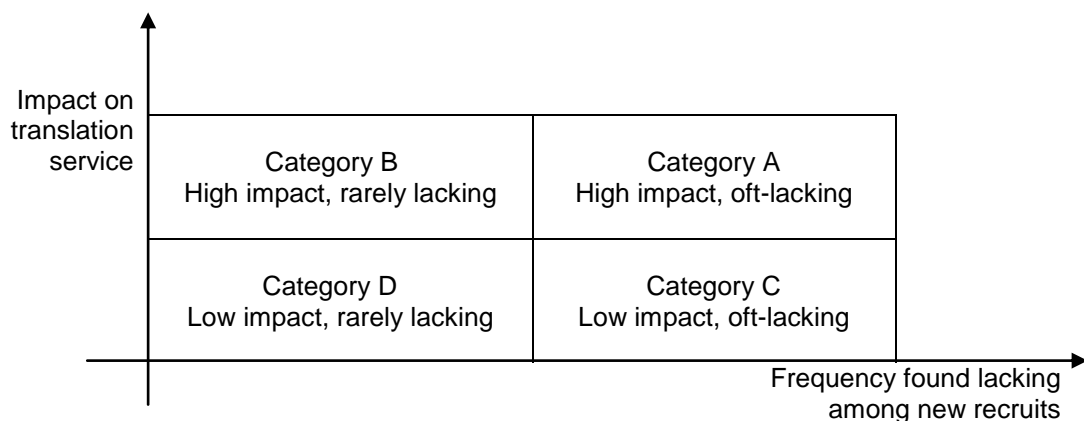 Impact on
translation
service
Category B
High impact, rarely lacking
Category A
High impact, oft-lacking
Category D
Low impact, rarely lacking
Category C
Low impact, oft-lacking
Frequency found lacking
among new recruits